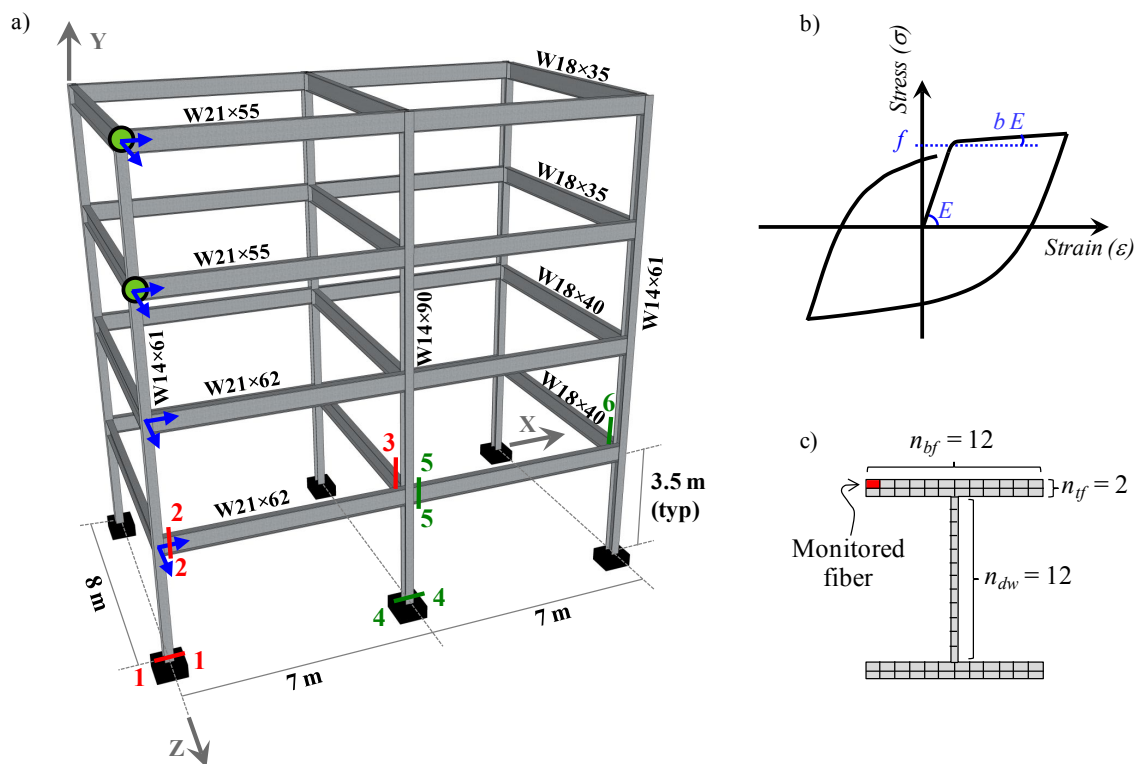 a)
Y
W18×35
W21×55
W18×35
W21×55
W18×40
W14×61
W14×90
W14×61
W21×62
W18×40
6
X
3
5
5
3.5 m
(typ)
W21×62
2
2
8 m
4
4
7 m
1
1
7 m
Z
b)
Stress (σ)
f
b E
E
Strain (ε)
c)
n_bf = 12
n_tf = 2
Monitored
fiber
n_dw = 12